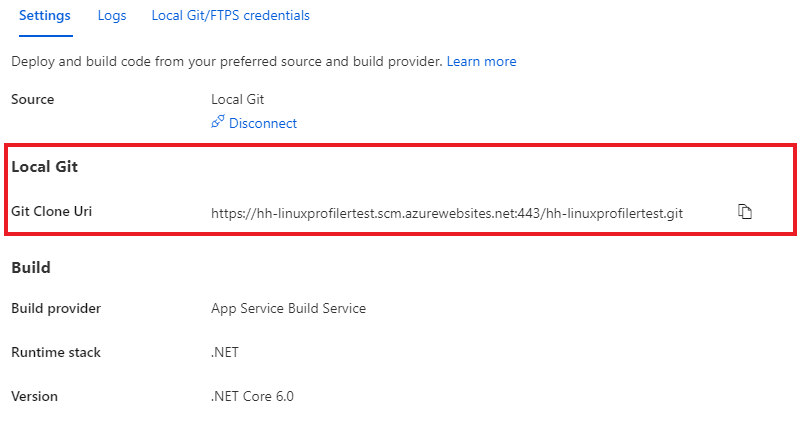 Settings Logs Local Git/FTPS credentials
Deploy and build code from your preferred source and build provider. Learn more
Source Local Git
Disconnect
Local Git
Git Clone Uri https://hh-linuxprofilertest.scm.azurewebsites.net:443/hh-linuxprofilertest.git
Build
Build provider App Service Build Service
Runtime stack .NET
Version .NET Core 6.0